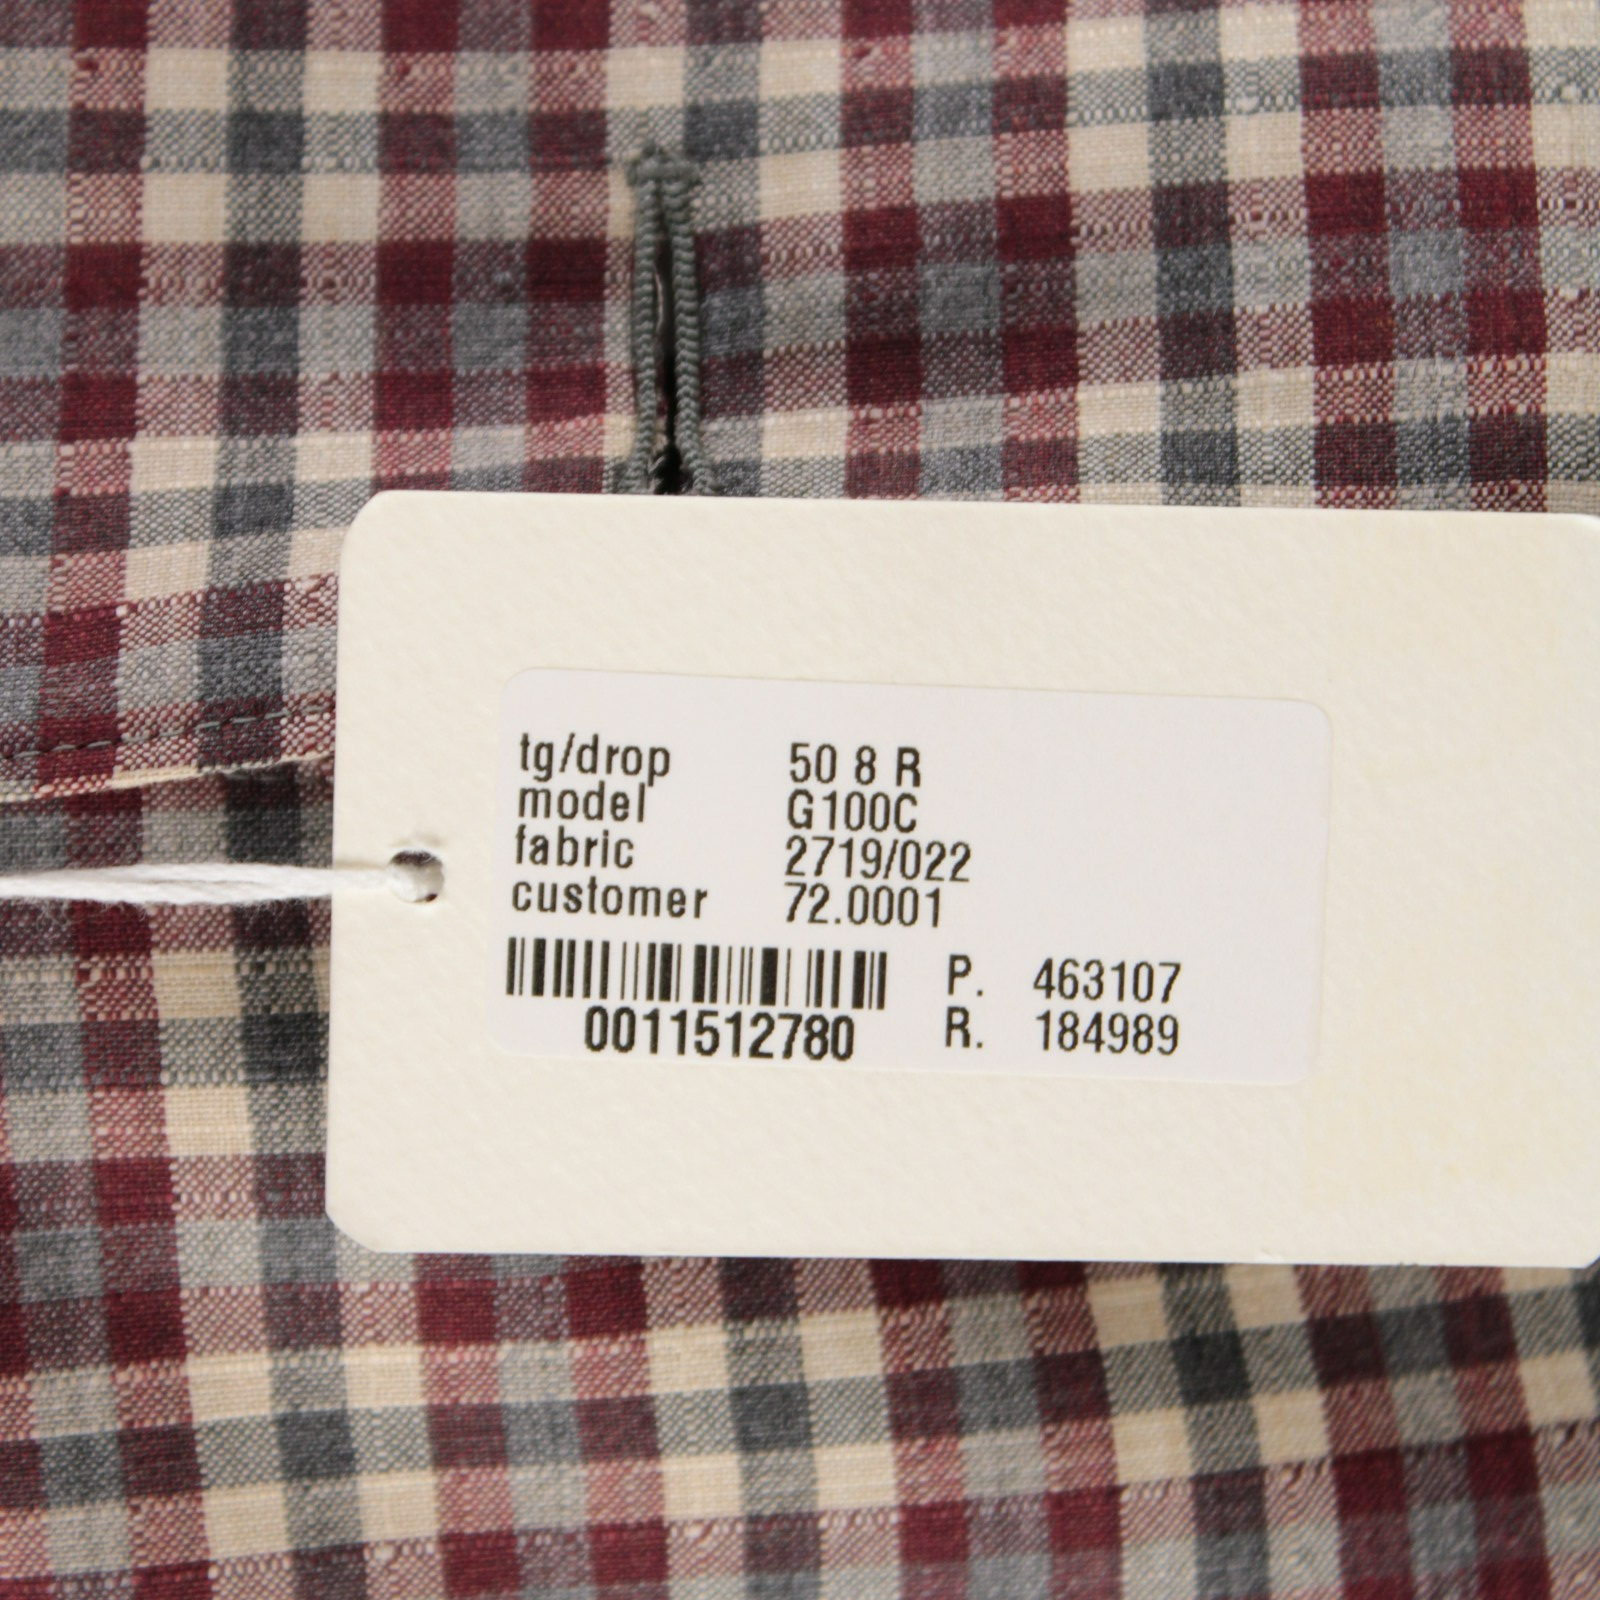 tg/drop 50 8 R
model G100C
fabric 2719/022
customer 72.0001
P. 463107
0011512780 R. 184989